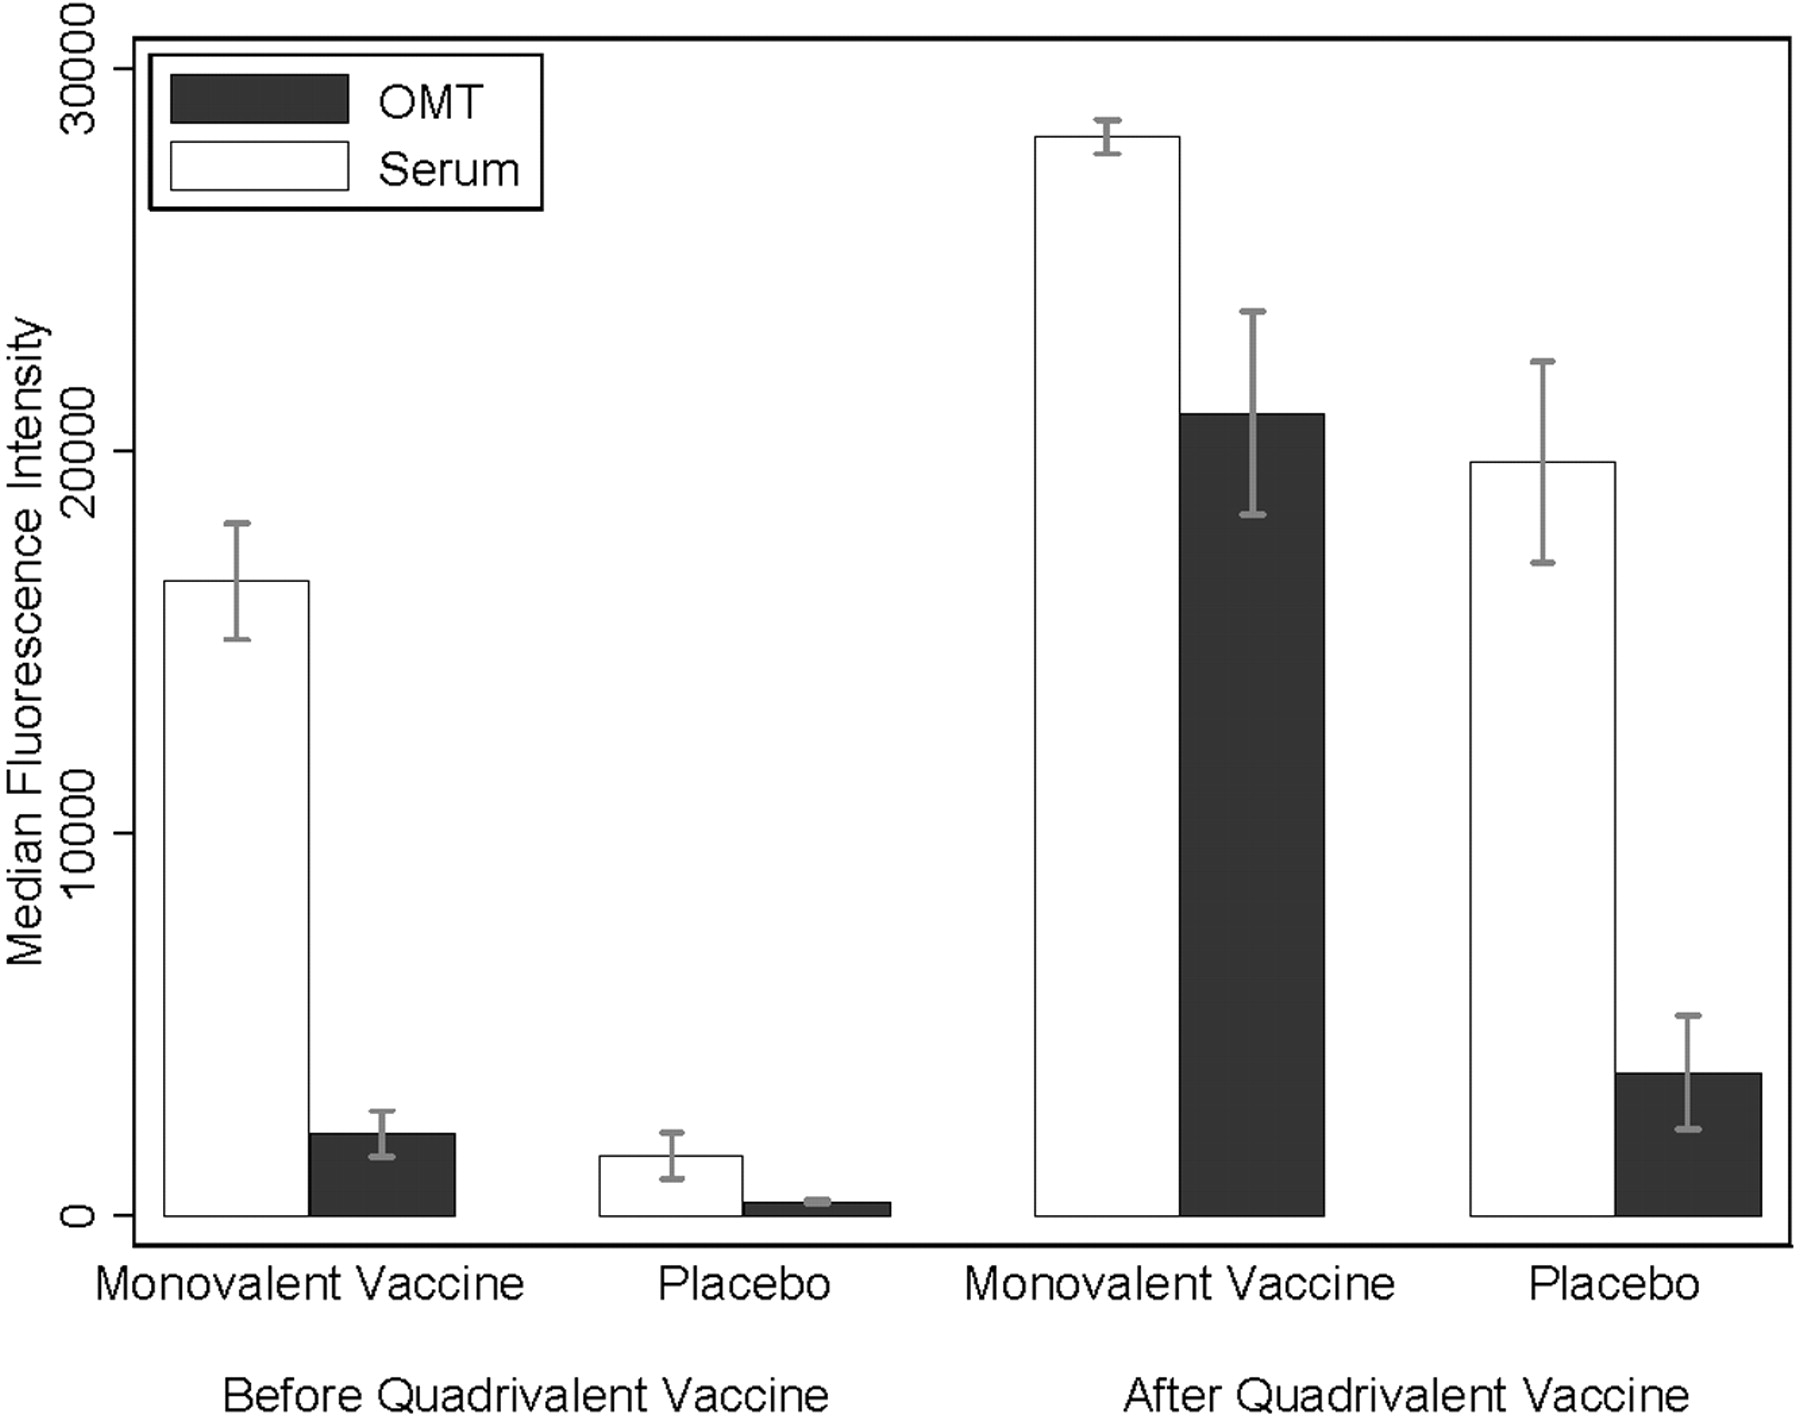 OMT
Serum
Median Fluorescence Intensity
30000
20000
10000
0
Monovalent Vaccine Placebo Monovalent Vaccine Placebo
Before Quadrivalent Vaccine After Quadrivalent Vaccine